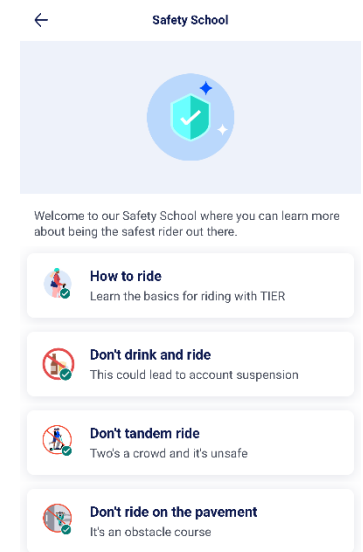 Safety School
Welcome to our Safety School where you can learn more
about being the safest rider out there.
How to ride
Learn the basics for riding with TIER
Don't drink and ride
This could lead to account suspension
Don't tandem ride
Two's a crowd and it's unsafe
Don't ride on the pavement
It's an obstacle course